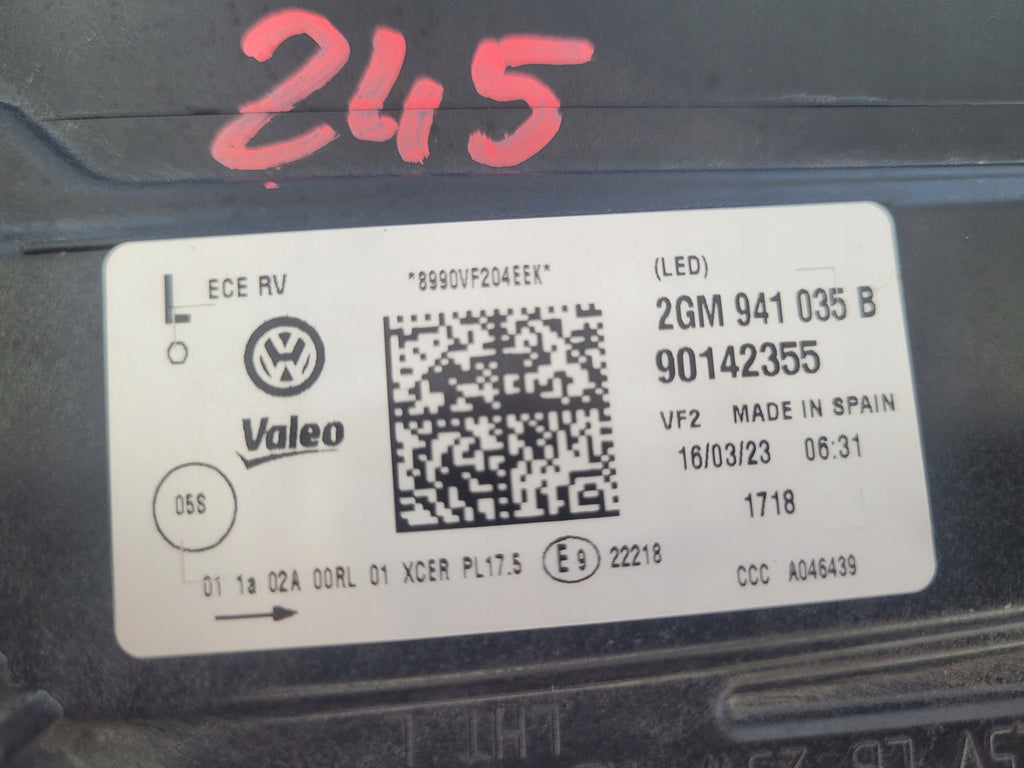 245
L ECE RV
*8990VF204EEK*
(LED)
2GM 941 035 B
90142355
Valeo
VF2 MADE IN SPAIN
16/03/23 06:31
05S
1718
01 1a 02A 00RL 01 XCER PL17.5 E9 22218
CCC A046439